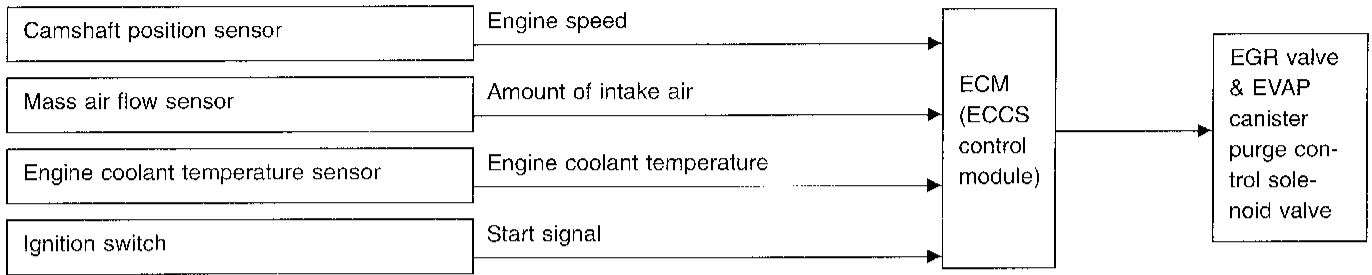 Camshaft position sensor
Engine speed
Mass air flow sensor
Amount of intake air
Engine coolant temperature sensor
Engine coolant temperature
Ignition switch
Start signal
ECM
(ECCS
control
module)
EGR valve
& EVAP
canister
purge con-
trol sole-
noid valve